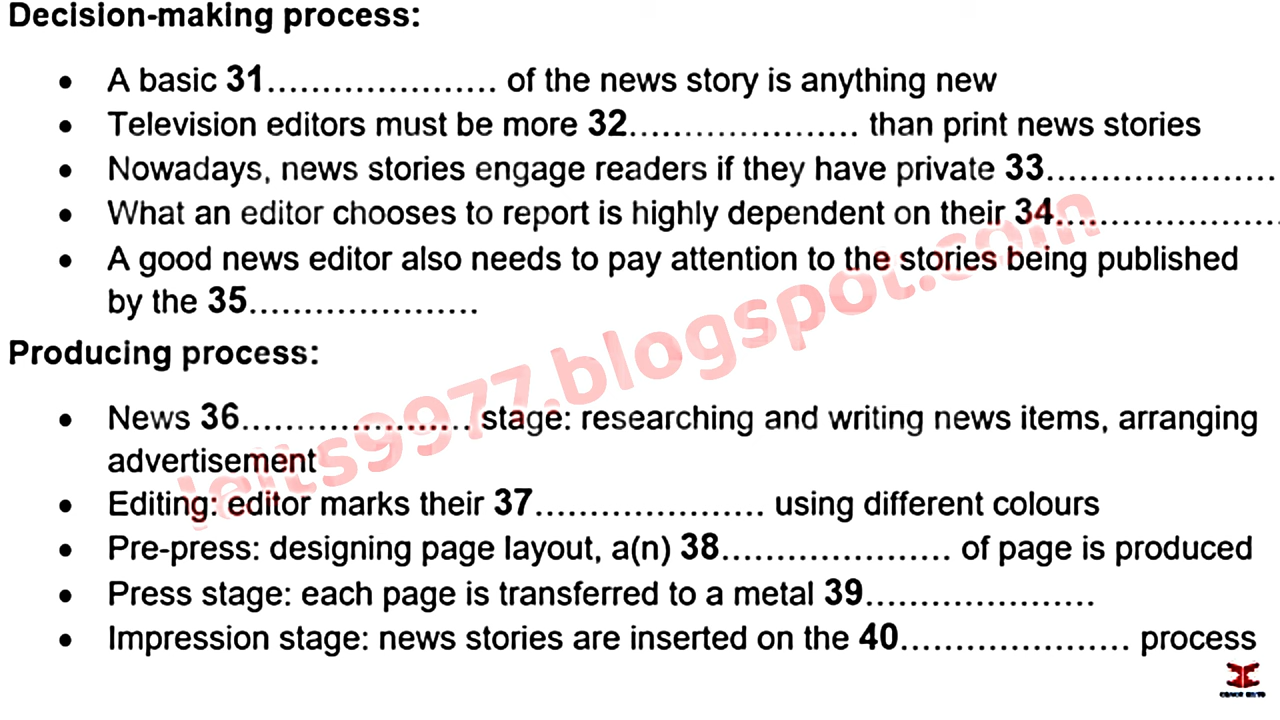 Decision-making process:
• A basic 31..................... of the news story is anything new
• Television editors must be more 32..................... than print news stories
• Nowadays, news stories engage readers if they have private 33.....................
• What an editor chooses to report is highly dependent on their 34.....................
• A good news editor also needs to pay attention to the stories being published
by the 35.....................
Producing process:
• News 36..................... stage: researching and writing news items, arranging
advertisement
• Editing: editor marks their 37..................... using different colours
• Pre-press: designing page layout, a(n) 38..................... of page is produced
• Press stage: each page is transferred to a metal 39.....................
• Impression stage: news stories are inserted on the 40..................... process
ielts9977.blogspot.com